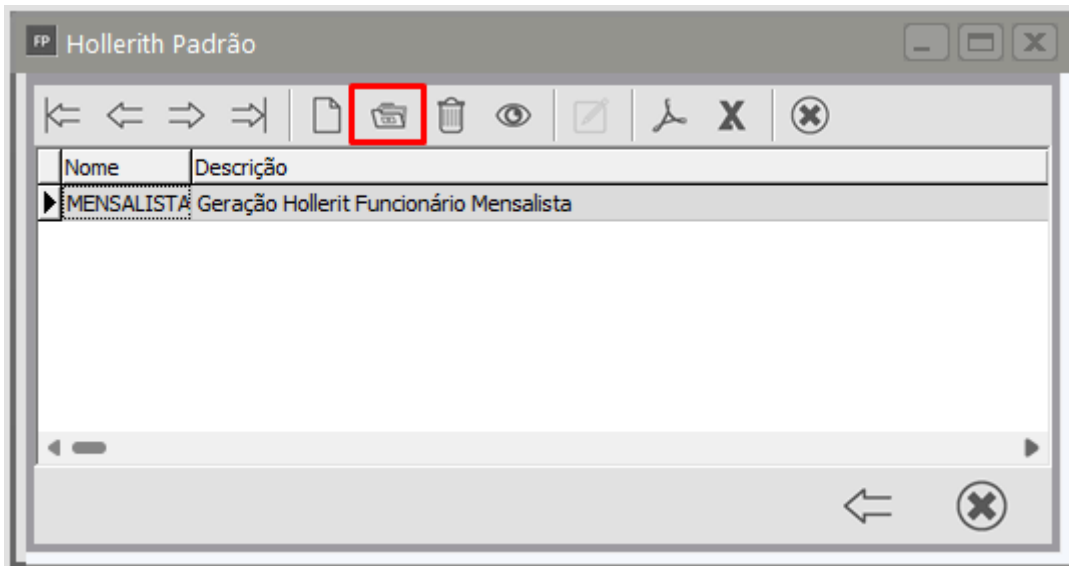 FP Hollerith Padrão
X
Nome Descrição
MENSALISTA Geração Hollerit Funcionário Mensalista